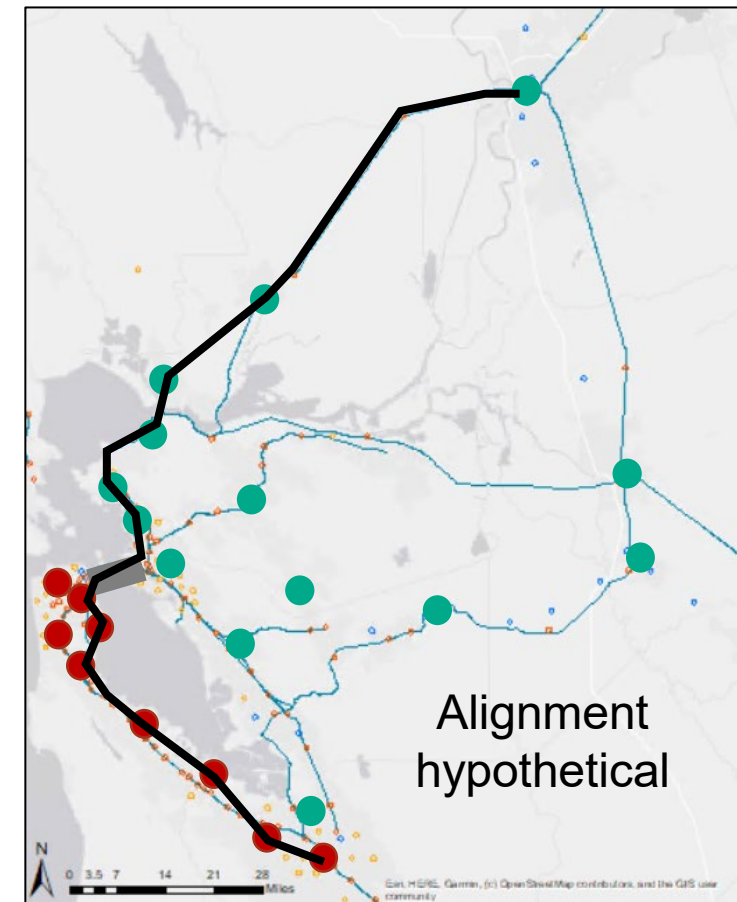 Alignment
hypothetical
N
0 3.5 7 14 21 28
Miles
Esri, HERE, Garmin, (c) OpenStreetMap contributors, and the GIS user
community